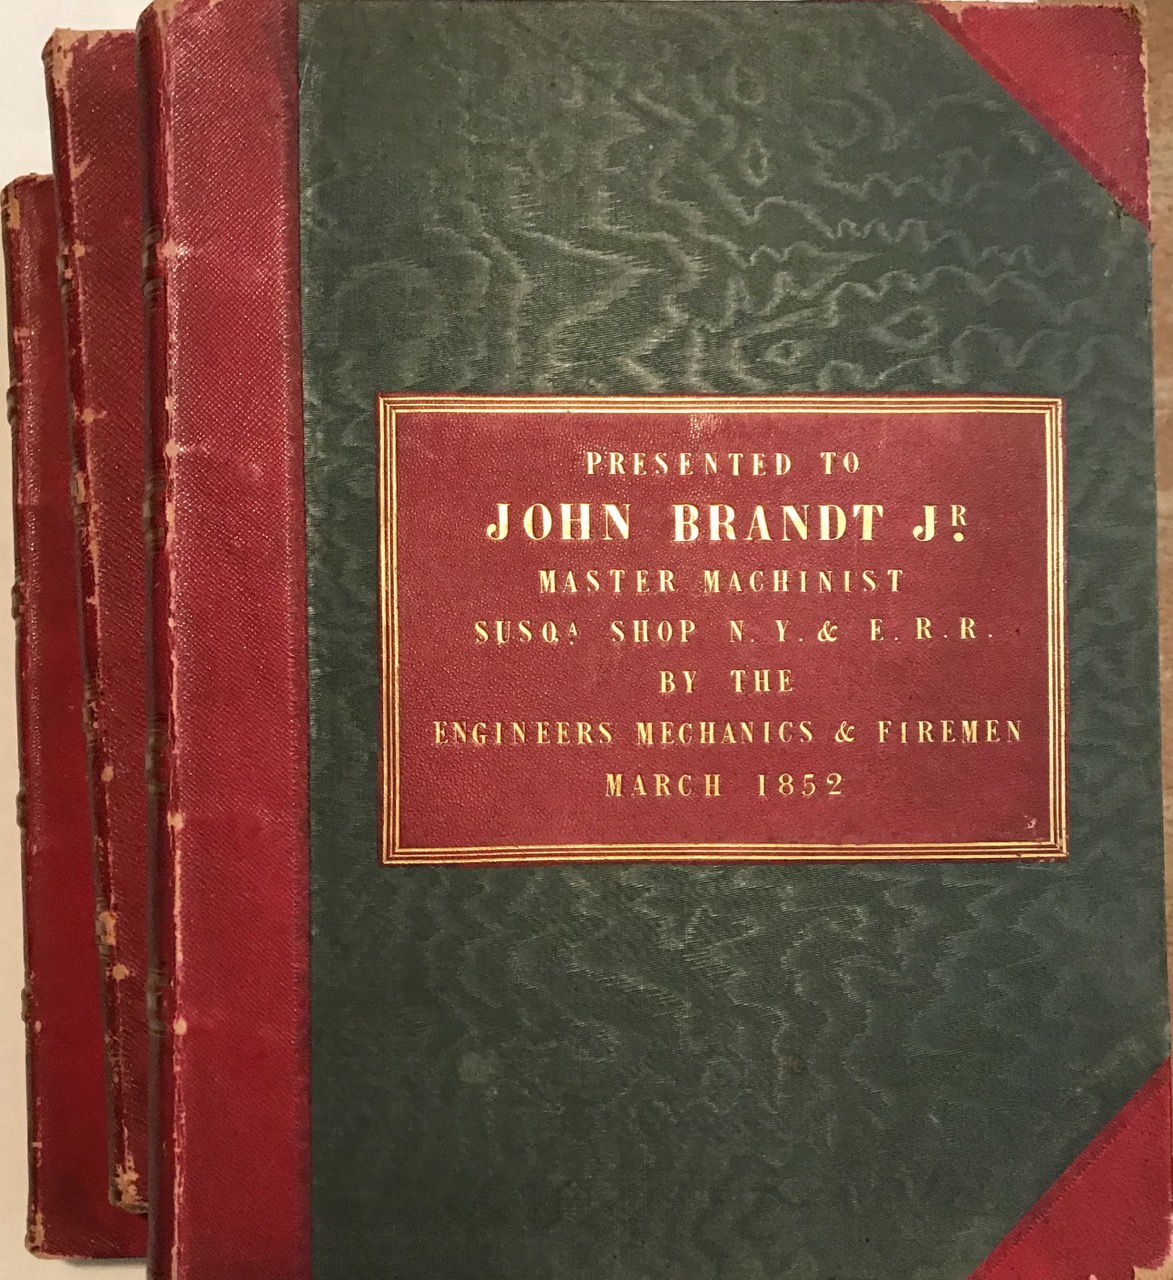 PRESENTED TO
JOHN BRANDT JR.
MASTER MACHINIST
SUSQA. SHOP N. Y. & E. R. R.
BY THE
ENGINEERS MECHANICS & FIREMEN
MARCH 1852